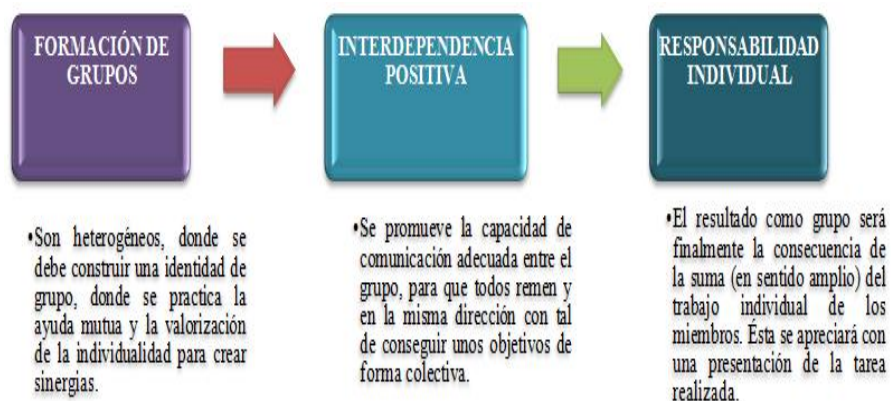 FORMACIÓN DE
GRUPOS
INTERDEPENDENCIA
POSITIVA
RESPONSABILIDAD
INDIVIDUAL
•Son heterogéneos, donde se
debe construir una identidad de
grupo, donde se practica la
ayuda mutua y la valorización
de la individualidad para crear
sinergias.
•Se promueve la capacidad de
comunicación adecuada entre el
grupo, para que todos remen y
en la misma dirección con tal
de conseguir unos objetivos de
forma colectiva.
•El resultado como grupo será
finalmente la consecuencia de
la suma (en sentido amplio) del
trabajo individual de los
miembros. Ésta se apreciará con
una presentación de la tarea
realizada.